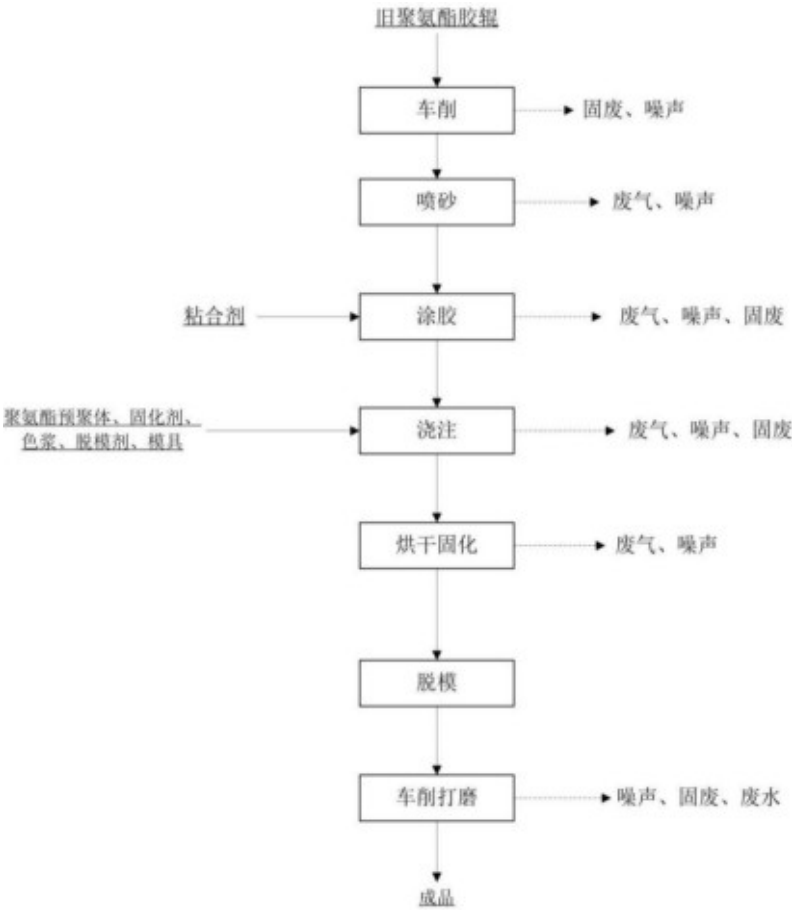 旧聚氨酯胶辊
车削
固废、噪声
喷砂
废气、噪声
粘合剂
涂胶
废气、噪声、固废
聚氨酯预聚体、固化剂、
色浆、脱模剂、模具
浇注
废气、噪声、固废
烘干固化
废气、噪声
脱模
车削打磨
噪声、固废、废水
成品